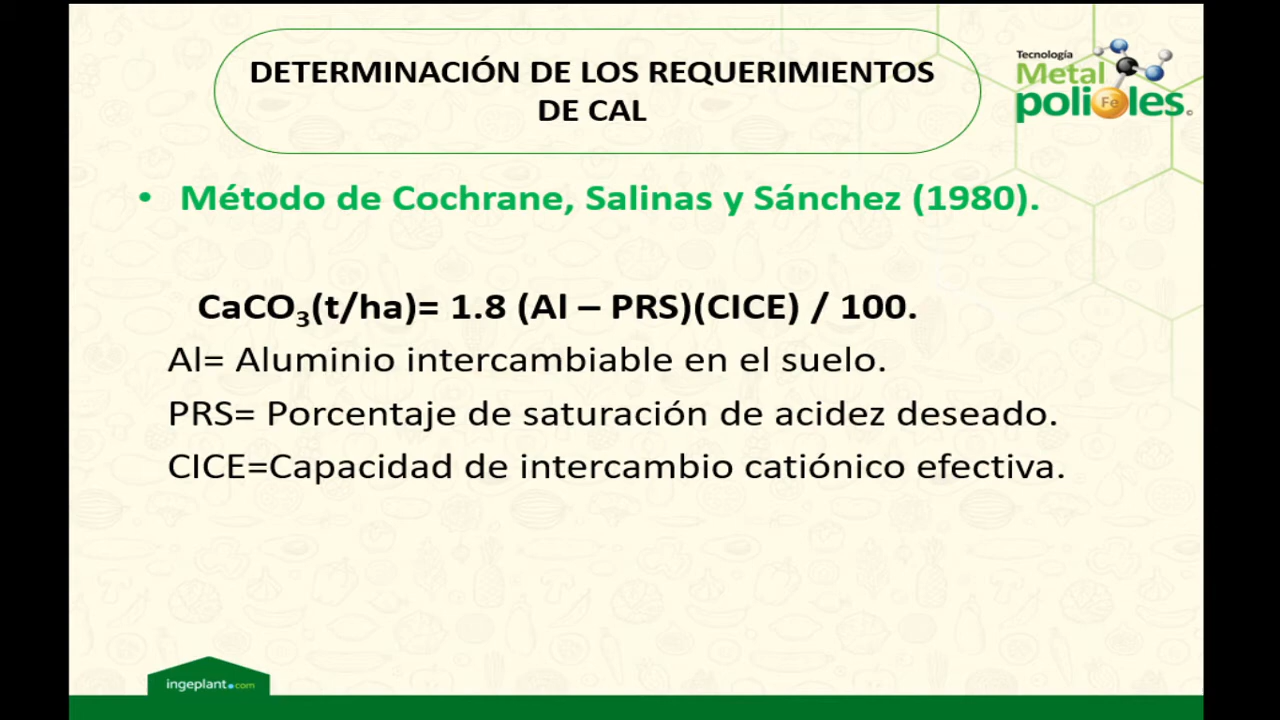 DETERMINACIÓN DE LOS REQUERIMIENTOS
DE CAL
Tecnología
Metal
polioles
Fe
©
• Método de Cochrane, Salinas y Sánchez (1980).
CaCO₃(t/ha)= 1.8 (Al – PRS)(CICE) / 100.
Al= Aluminio intercambiable en el suelo.
PRS= Porcentaje de saturación de acidez deseado.
CICE=Capacidad de intercambio catiónico efectiva.
ingeplant.com